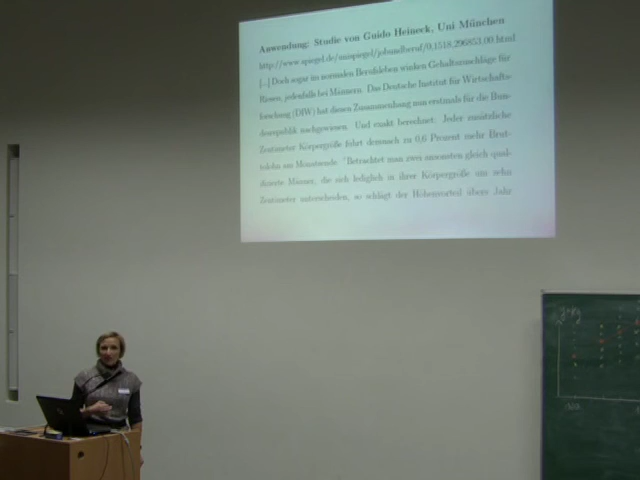 Anwendung: Studie von Guido Heineck, Uni München
http://www.spiegel.de/unispiegel/jobundberuf/0,1518,296853,00.html
[...] Doch sogar im normalen Berufsleben winken Gehaltszuschläge für
Riesen, jedenfalls bei Männern. Das Deutsche Institut für Wirtschafts-
forschung (DIW) hat diesen Zusammenhang nun erstmals für die Bun-
desrepublik nachgewiesen. Und exakt berechnet: Jeder zusätzliche
Zentimeter Körpergröße führt demnach zu 0,6 Prozent mehr Brut-
tolohn am Monatsende. "Betrachtet man zwei ansonsten gleich quali-
fizierte Männer, die sich lediglich in ihrer Körpergröße um zehn
Zentimeter unterscheiden, so schlägt der Höhenvorteil übers Jahr